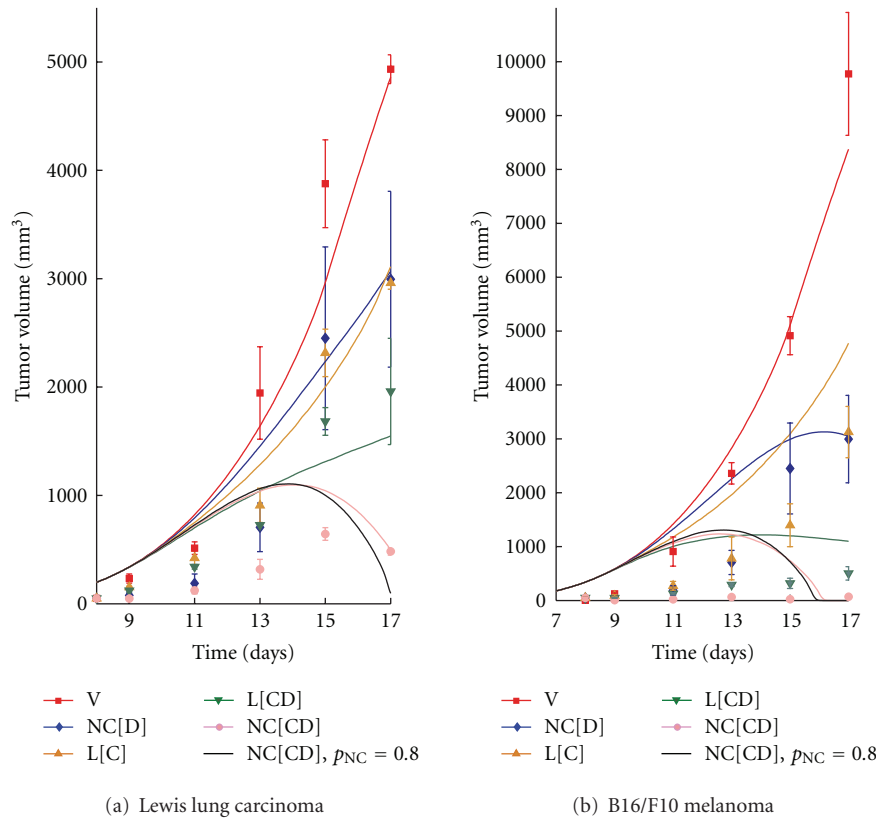 5000
4000
3000
2000
1000
0
Tumor volume (mm³)
9 11 13 15 17
Time (days)
V
NC[D]
L[C]
L[CD]
NC[CD]
NC[CD], pNC = 0.8
(a) Lewis lung carcinoma
10000
9000
8000
7000
6000
5000
4000
3000
2000
1000
0
Tumor volume (mm³)
7 9 11 13 15 17
Time (days)
V
NC[D]
L[C]
L[CD]
NC[CD]
NC[CD], pNC = 0.8
(b) B16/F10 melanoma